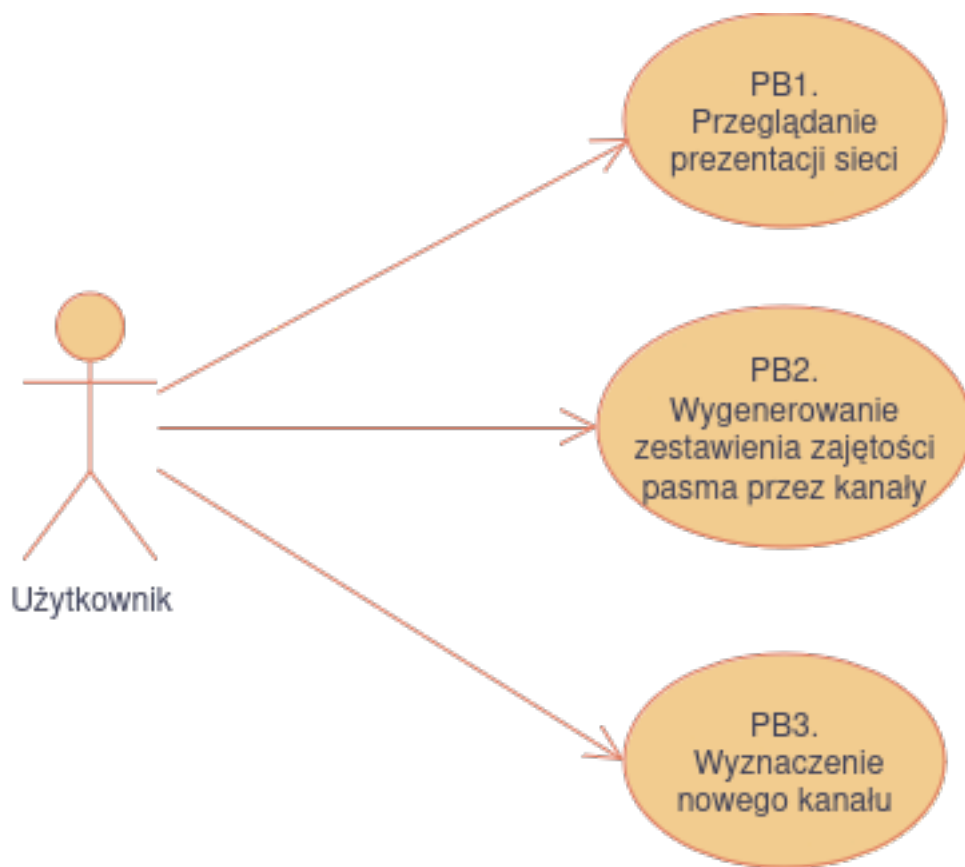 PB1.
Przeglądanie
prezentacji sieci
PB2.
Wygenerowanie
zestawienia zajętości
pasma przez kanały
Użytkownik
PB3.
Wyznaczenie
nowego kanału